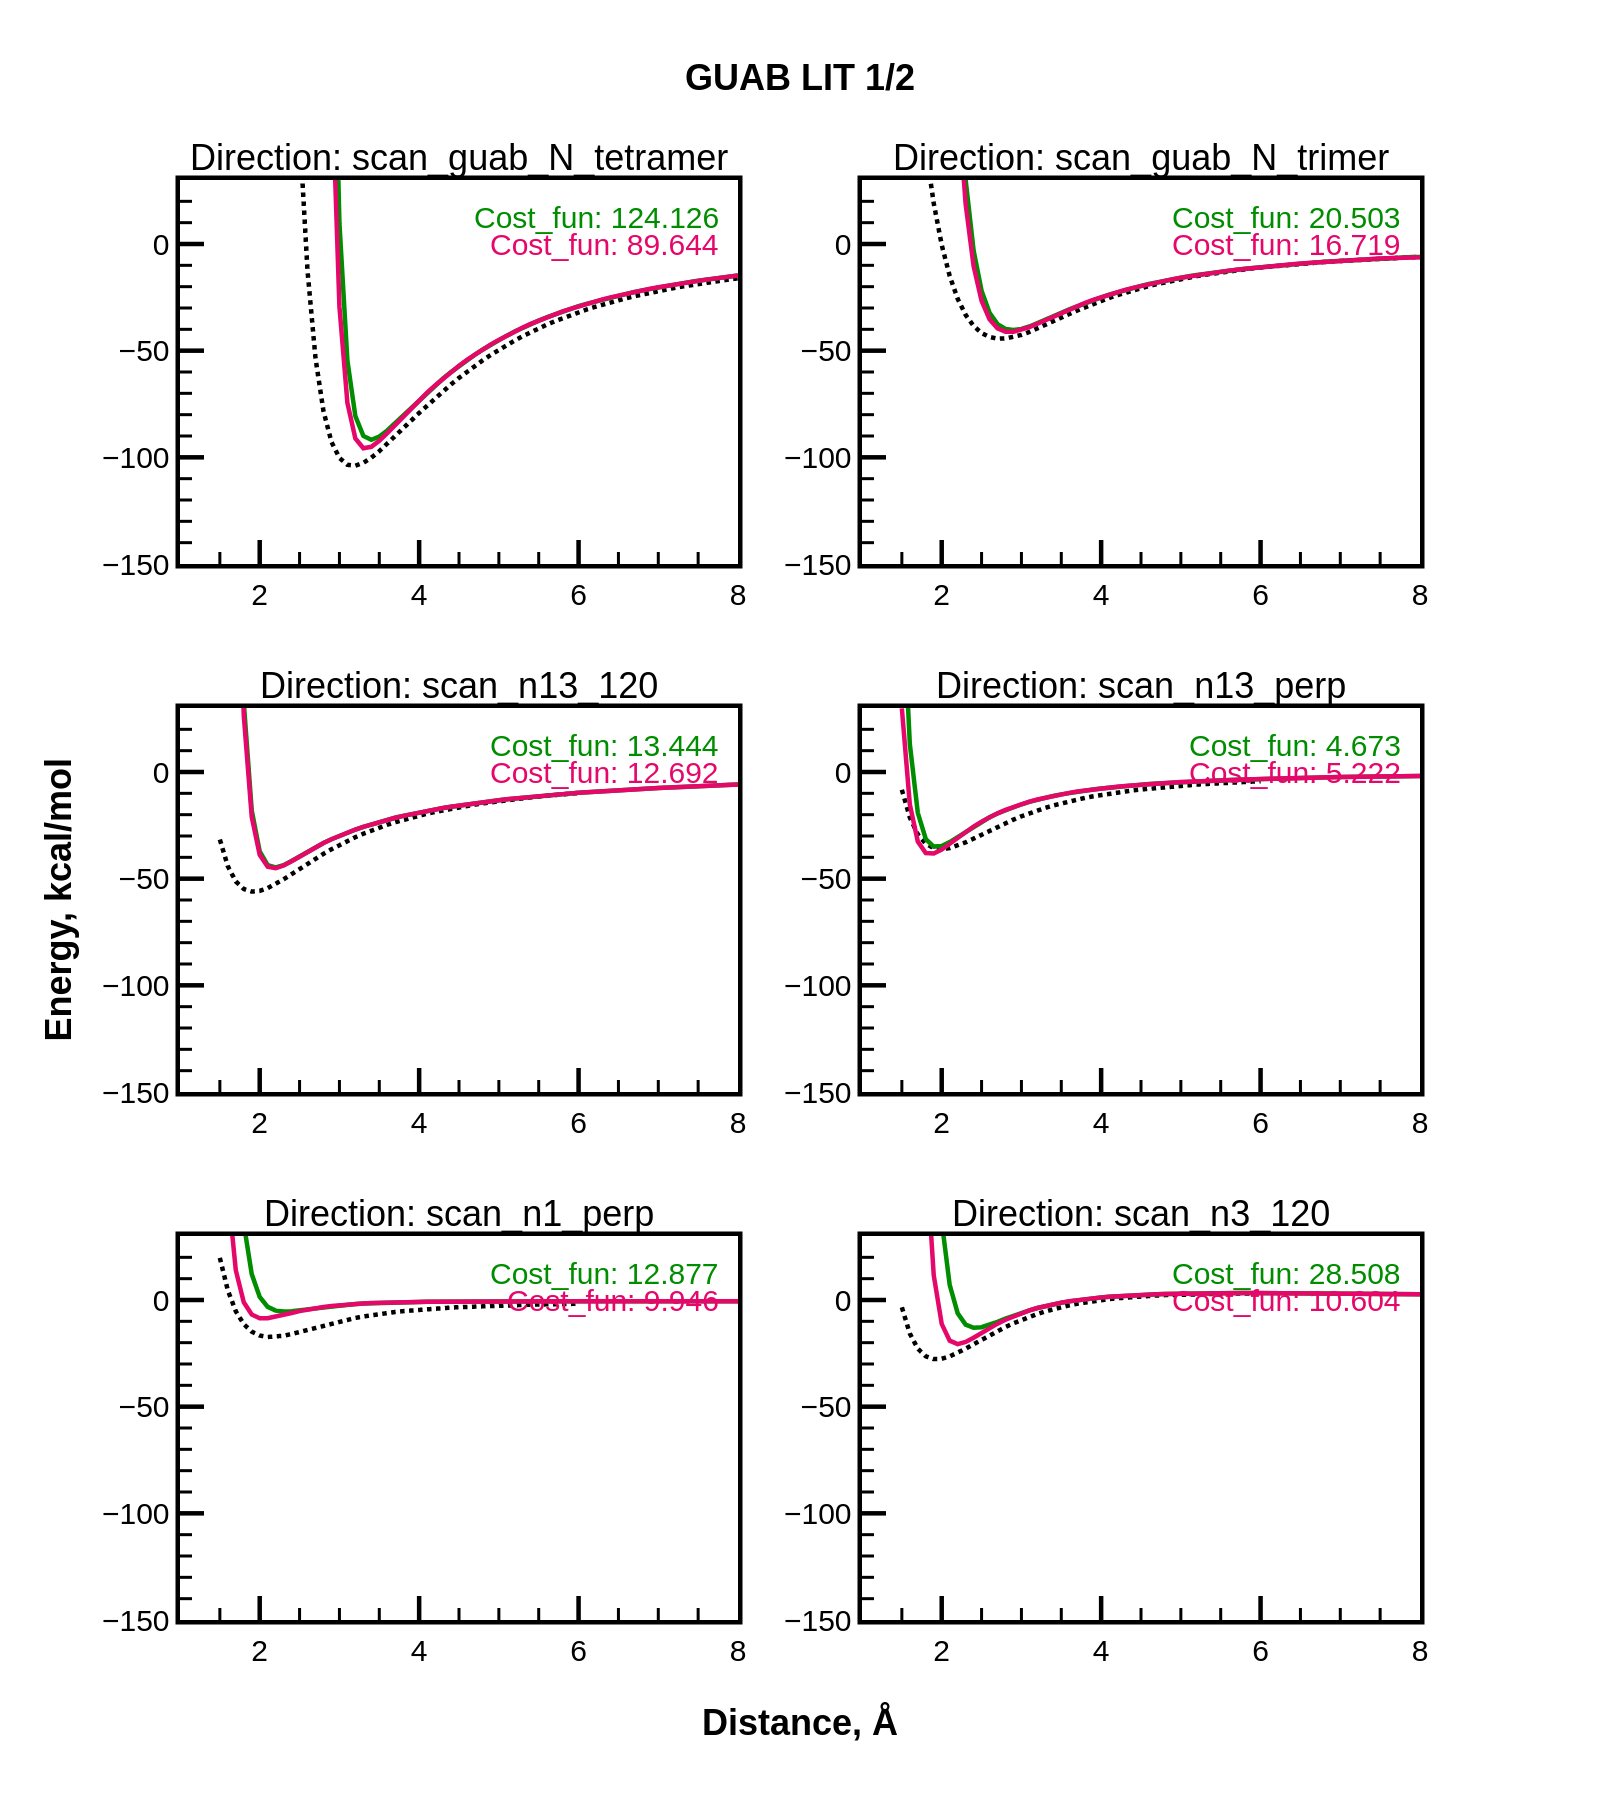 GUAB LIT 1/2
Direction: scan_guab_N_tetramer
Cost_fun: 124.126
Cost_fun: 89.644
0
−50
−100
−150
2 4 6 8
Direction: scan_guab_N_trimer
Cost_fun: 20.503
Cost_fun: 16.719
0
−50
−100
−150
2 4 6 8
Energy, kcal/mol
Direction: scan_n13_120
Cost_fun: 13.444
Cost_fun: 12.692
0
−50
−100
−150
2 4 6 8
Direction: scan_n13_perp
Cost_fun: 4.673
Cost_fun: 5.222
0
−50
−100
−150
2 4 6 8
Direction: scan_n1_perp
Cost_fun: 12.877
Cost_fun: 9.946
0
−50
−100
−150
2 4 6 8
Direction: scan_n3_120
Cost_fun: 28.508
Cost_fun: 10.604
0
−50
−100
−150
2 4 6 8
Distance, Å